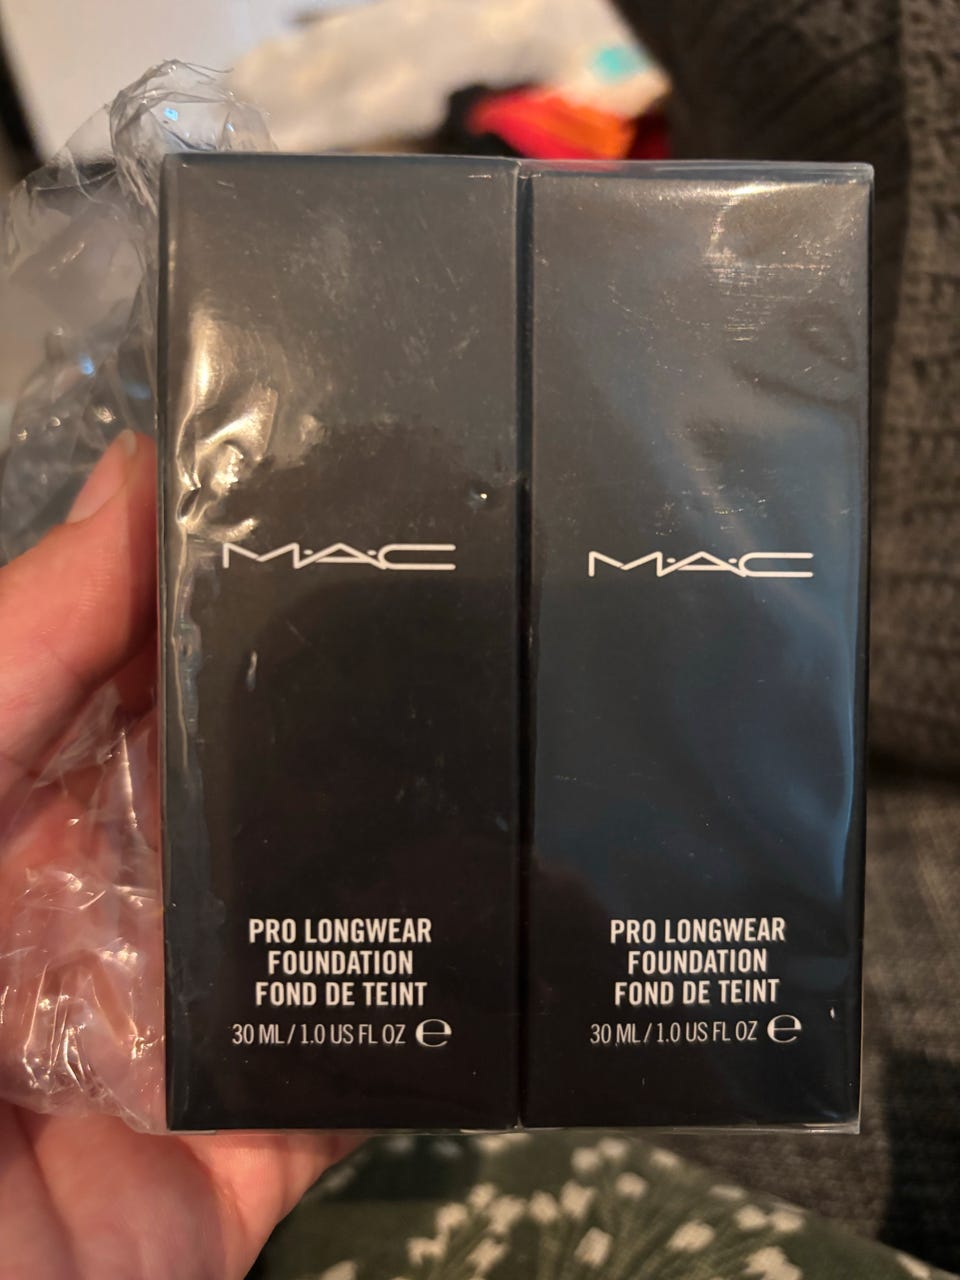 M·A·C
PRO LONGWEAR
FOUNDATION
FOND DE TEINT
30 ML / 1.0 US FL OZ e
M·A·C
PRO LONGWEAR
FOUNDATION
FOND DE TEINT
30 ML / 1.0 US FL OZ e